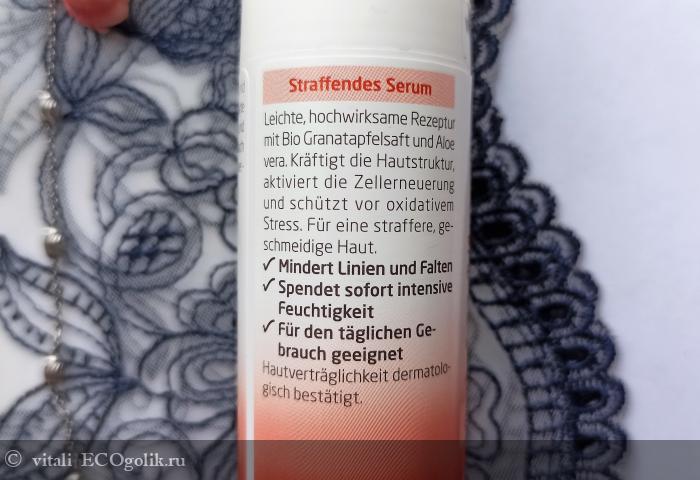 Straffendes Serum
Leichte, hochwirksame Rezeptur
mit Bio Granatapfelsaft und Aloe
vera. Kräftigt die Hautstruktur,
aktiviert die Zellerneuerung
und schützt vor oxidativem
Stress. Für eine straffere, ge-
schmeidige Haut.
✓ Mindert Linien und Falten
✓ Spendet sofort intensive
Feuchtigkeit
✓ Für den täglichen Ge-
brauch geeignet
Hautverträglichkeit dermatolo-
gisch bestätigt.
© vitali ECOgolik.ru